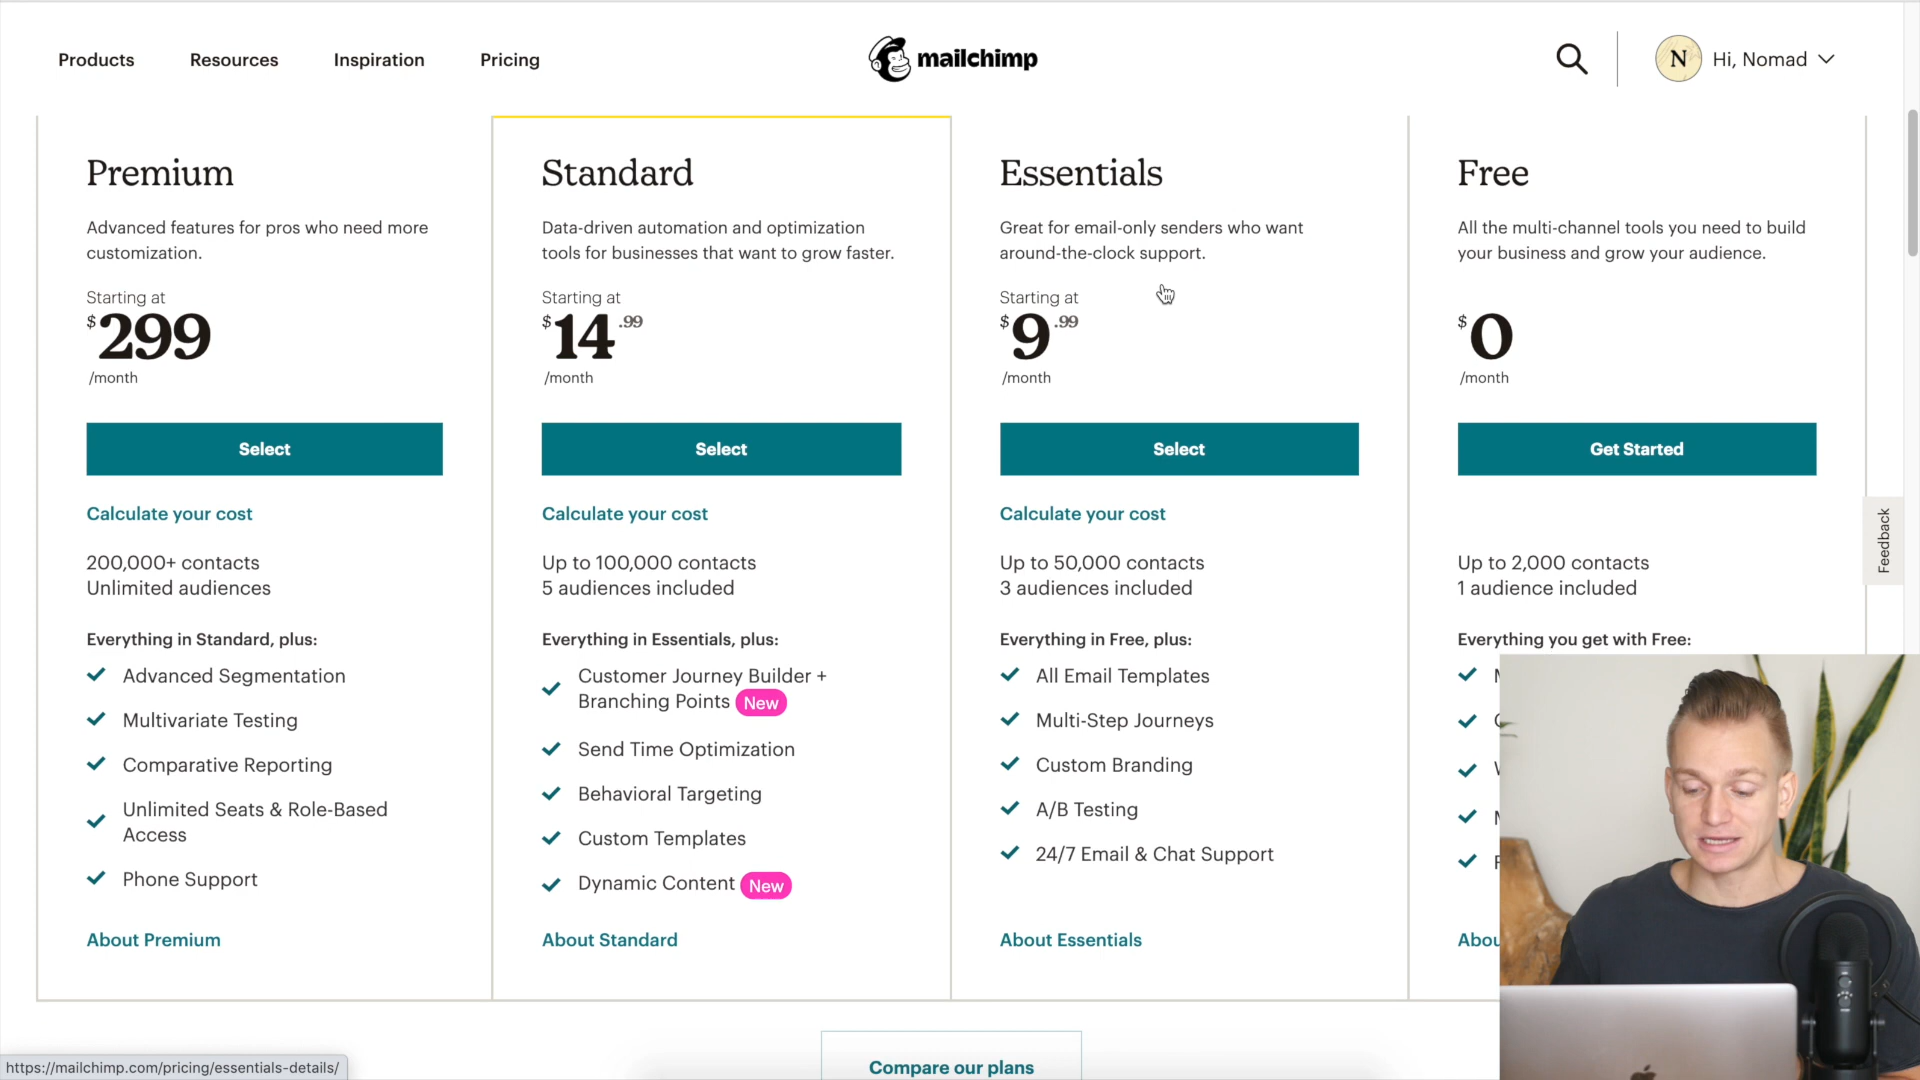 Products
Resources
Inspiration
Pricing
mailchimp
N
Hi, Nomad
Premium
Advanced features for pros who need more
customization.
Starting at
$299
/month
Select
Calculate your cost
200,000+ contacts
Unlimited audiences
Everything in Standard, plus:
Advanced Segmentation
Multivariate Testing
Comparative Reporting
Unlimited Seats & Role-Based
Access
Phone Support
About Premium
Standard
Data-driven automation and optimization
tools for businesses that want to grow faster.
Starting at
$14.99
/month
Select
Calculate your cost
Up to 100,000 contacts
5 audiences included
Everything in Essentials, plus:
Customer Journey Builder +
Branching Points New
Send Time Optimization
Behavioral Targeting
Custom Templates
Dynamic Content New
About Standard
Essentials
Great for email-only senders who want
around-the-clock support.
Starting at
$9.99
/month
Select
Calculate your cost
Up to 50,000 contacts
3 audiences included
Everything in Free, plus:
All Email Templates
Multi-Step Journeys
Custom Branding
A/B Testing
24/7 Email & Chat Support
About Essentials
Free
All the multi-channel tools you need to build
your business and grow your audience.
$0
/month
Get Started
Up to 2,000 contacts
1 audience included
Everything you get with Free:
Feedback
Compare our plans
https://mailchimp.com/pricing/essentials-details/